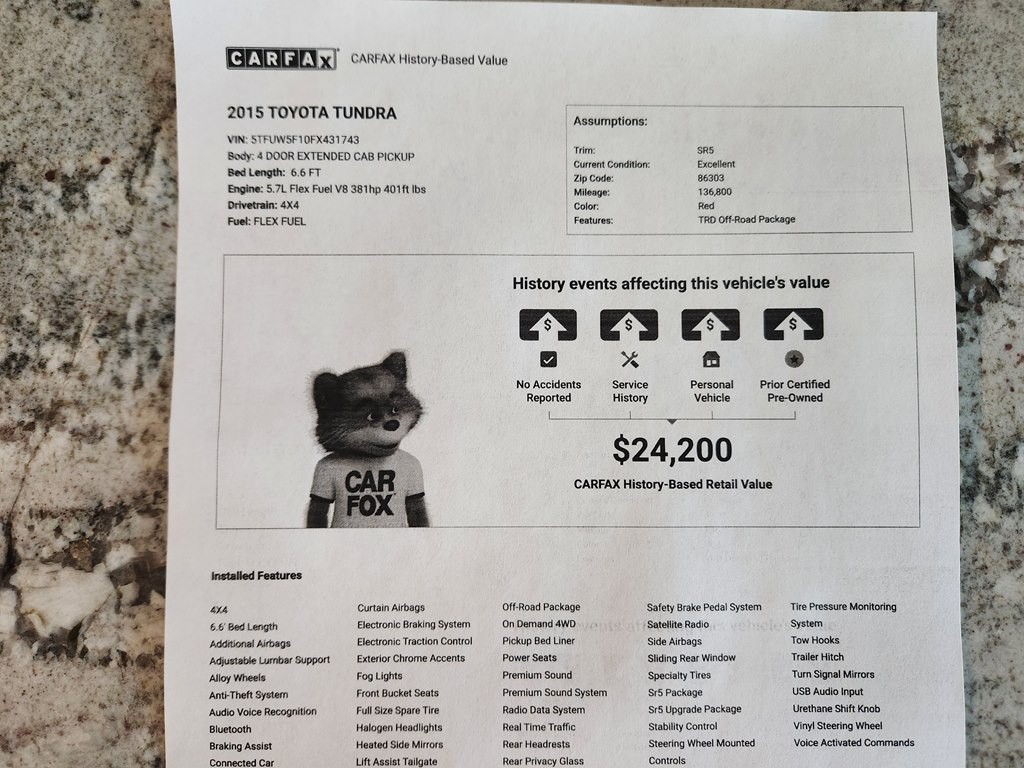 CARFAX CARFAX History-Based Value
2015 TOYOTA TUNDRA
VIN: 5TFUW5F10FX431743
Body: 4 DOOR EXTENDED CAB PICKUP
Bed Length: 6.6 FT
Engine: 5.7L Flex Fuel V8 381hp 401ft lbs
Drivetrain: 4X4
Fuel: FLEX FUEL
Assumptions:
Trim: SR5
Current Condition: Excellent
Zip Code: 86303
Mileage: 136,800
Color: Red
Features: TRD Off-Road Package
History events affecting this vehicle's value
$ $ $ $
No Accidents Service Personal Prior Certified
Reported History Vehicle Pre-Owned
$24,200
CARFAX History-Based Retail Value
CAR
FOX
Installed Features
4X4
6.6' Bed Length
Additional Airbags
Adjustable Lumbar Support
Alloy Wheels
Anti-Theft System
Audio Voice Recognition
Bluetooth
Braking Assist
Connected Car
Curtain Airbags
Electronic Braking System
Electronic Traction Control
Exterior Chrome Accents
Fog Lights
Front Bucket Seats
Full Size Spare Tire
Halogen Headlights
Heated Side Mirrors
Lift Assist Tailgate
Off-Road Package
On Demand 4WD
Pickup Bed Liner
Power Seats
Premium Sound
Premium Sound System
Radio Data System
Real Time Traffic
Rear Headrests
Rear Privacy Glass
Safety Brake Pedal System
Satellite Radio
Side Airbags
Sliding Rear Window
Specialty Tires
Sr5 Package
Sr5 Upgrade Package
Stability Control
Steering Wheel Mounted
Controls
Tire Pressure Monitoring
System
Tow Hooks
Trailer Hitch
Turn Signal Mirrors
USB Audio Input
Urethane Shift Knob
Vinyl Steering Wheel
Voice Activated Commands